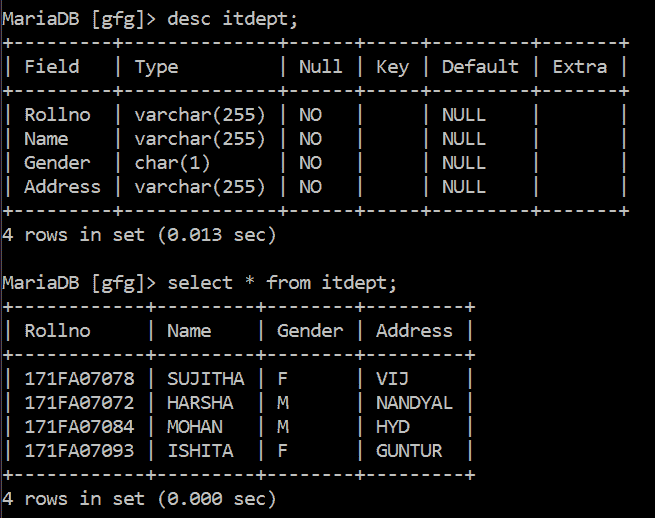 MariaDB [gfg]> desc itdept;
+---------+--------------+------+-----+---------+-------+
| Field   | Type         | Null | Key | Default | Extra |
+---------+--------------+------+-----+---------+-------+
| Rollno  | varchar(255) | NO   |     | NULL    |       |
| Name    | varchar(255) | NO   |     | NULL    |       |
| Gender  | char(1)      | NO   |     | NULL    |       |
| Address | varchar(255) | NO   |     | NULL    |       |
+---------+--------------+------+-----+---------+-------+
4 rows in set (0.013 sec)
MariaDB [gfg]> select * from itdept;
+------------+---------+--------+---------+
| Rollno     | Name    | Gender | Address |
+------------+---------+--------+---------+
| 171FA07078 | SUJITHA | F      | VIJ     |
| 171FA07072 | HARSHA  | M      | NANDYAL |
| 171FA07084 | MOHAN   | M      | HYD     |
| 171FA07093 | ISHITA  | F      | GUNTUR  |
+------------+---------+--------+---------+
4 rows in set (0.000 sec)